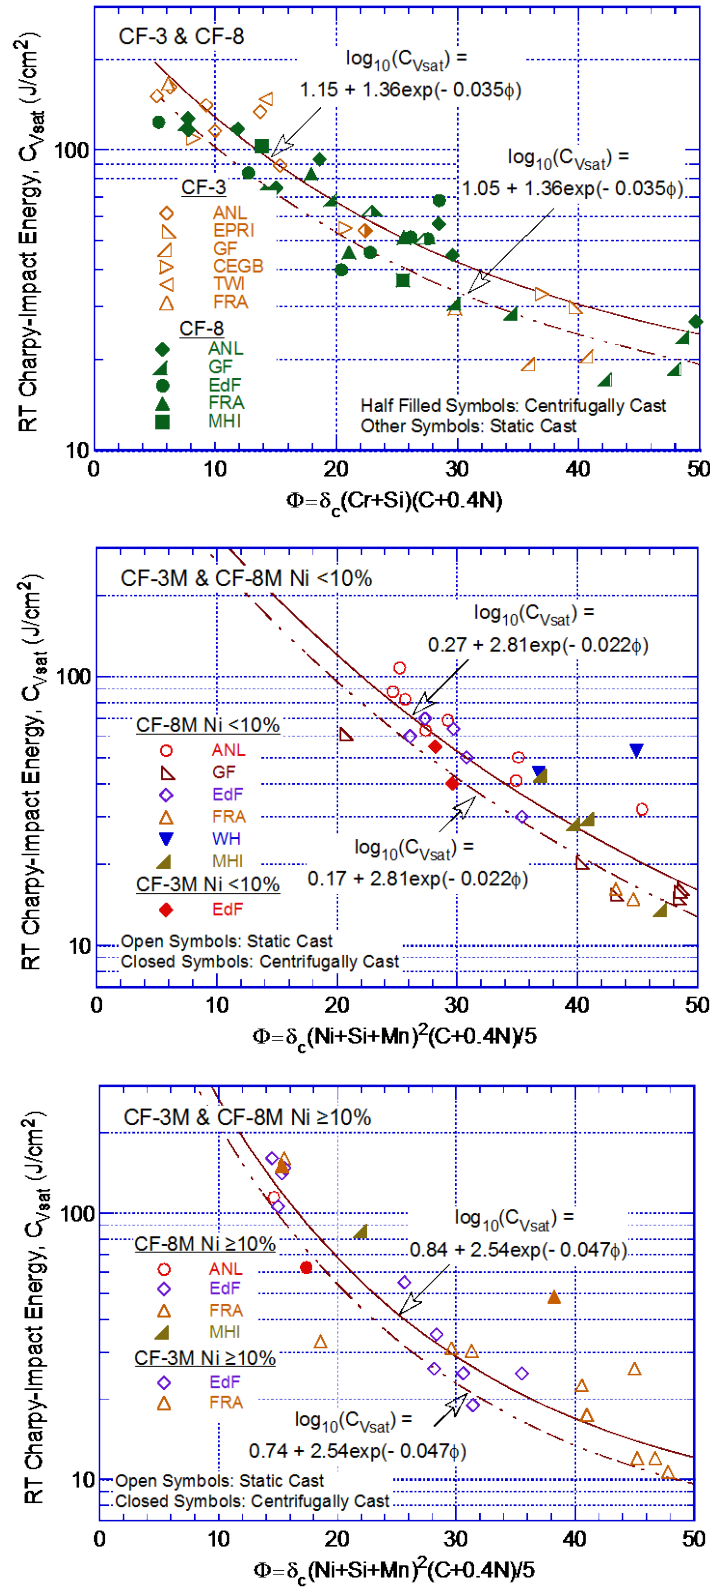 CF-3 & CF-8
log10(CVsat) =
1.15 + 1.36exp(- 0.035ϕ)
log10(CVsat) =
1.05 + 1.36exp(- 0.035ϕ)
RT Charpy-Impact Energy, CVsat (J/cm2)
100
10
CF-3
ANL
EPRI
GF
CEGB
TWI
FRA
CF-8
ANL
GF
EdF
FRA
MHI
Half Filled Symbols: Centrifugally Cast
Other Symbols: Static Cast
0 10 20 30 40 50
Φ=δc(Cr+Si)(C+0.4N)
CF-3M & CF-8M Ni <10%
log10(CVsat) =
0.27 + 2.81exp(- 0.022ϕ)
RT Charpy-Impact Energy, CVsat (J/cm2)
100
10
CF-8M Ni <10%
ANL
GF
EdF
FRA
WH
MHI
CF-3M Ni <10%
EdF
log10(CVsat) =
0.17 + 2.81exp(- 0.022ϕ)
Open Symbols: Static Cast
Closed Symbols: Centrifugally Cast
0 10 20 30 40 50
Φ=δc(Ni+Si+Mn)2(C+0.4N)/5
CF-3M & CF-8M Ni ≥10%
log10(CVsat) =
0.84 + 2.54exp(- 0.047ϕ)
RT Charpy-Impact Energy, CVsat (J/cm2)
100
10
CF-8M Ni ≥10%
ANL
EdF
FRA
MHI
CF-3M Ni ≥10%
EdF
FRA
log10(CVsat) =
0.74 + 2.54exp(- 0.047ϕ)
Open Symbols: Static Cast
Closed Symbols: Centrifugally Cast
0 10 20 30 40 50
Φ=δc(Ni+Si+Mn)2(C+0.4N)/5